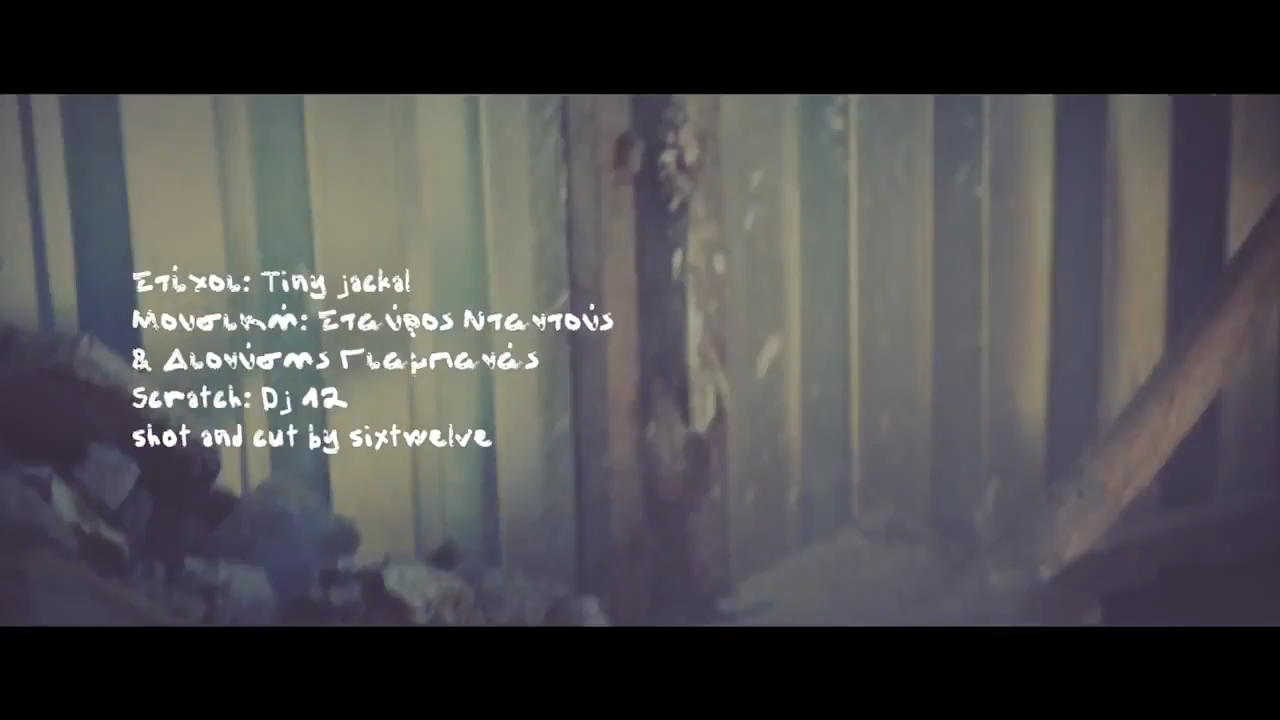 Στίχοι: Tiny jackal
Μουσική: Σταύρος Νταντούς
& Διονύσης Γιαμπανάς
Scratch: Dj 12
shot and cut by sixtwelve